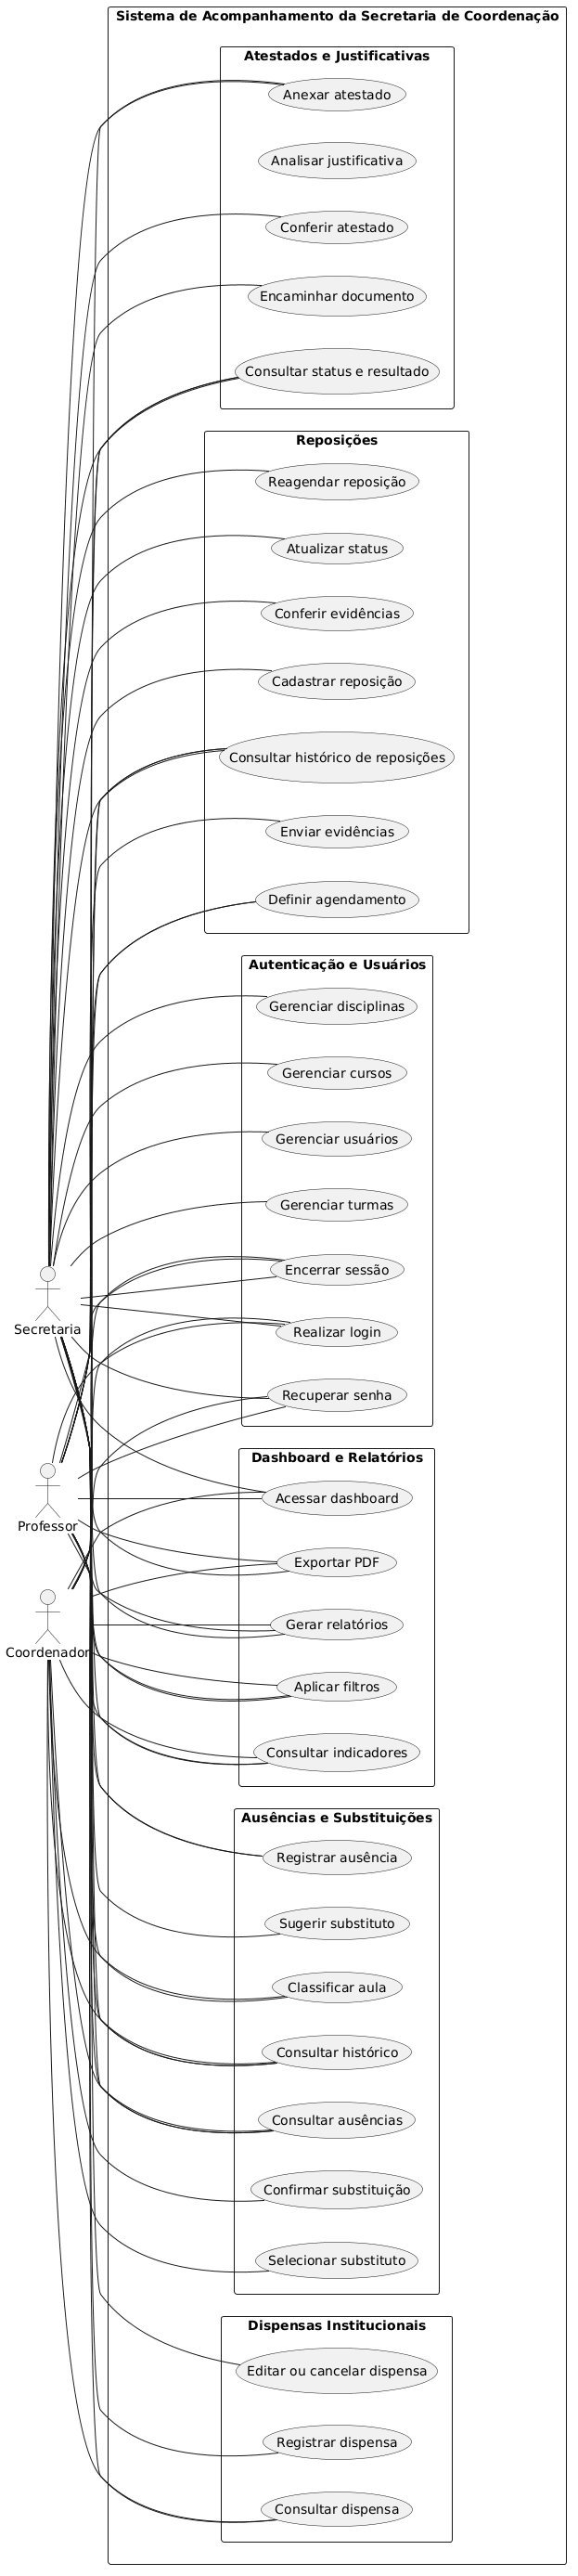 Sistema de Acompanhamento da Secretaria de Coordenação
Atestados e Justificativas
Anexar atestado
Analisar justificativa
Conferir atestado
Encaminhar documento
Consultar status e resultado
Reposições
Reagendar reposição
Atualizar status
Conferir evidências
Cadastrar reposição
Consultar histórico de reposições
Enviar evidências
Definir agendamento
Autenticação e Usuários
Gerenciar disciplinas
Gerenciar cursos
Gerenciar usuários
Gerenciar turmas
Encerrar sessão
Secretaria
Realizar login
Recuperar senha
Dashboard e Relatórios
Acessar dashboard
Professor
Exportar PDF
Gerar relatórios
Coordenador
Aplicar filtros
Consultar indicadores
Ausências e Substituições
Registrar ausência
Sugerir substituto
Classificar aula
Consultar histórico
Consultar ausências
Confirmar substituição
Selecionar substituto
Dispensas Institucionais
Editar ou cancelar dispensa
Registrar dispensa
Consultar dispensa